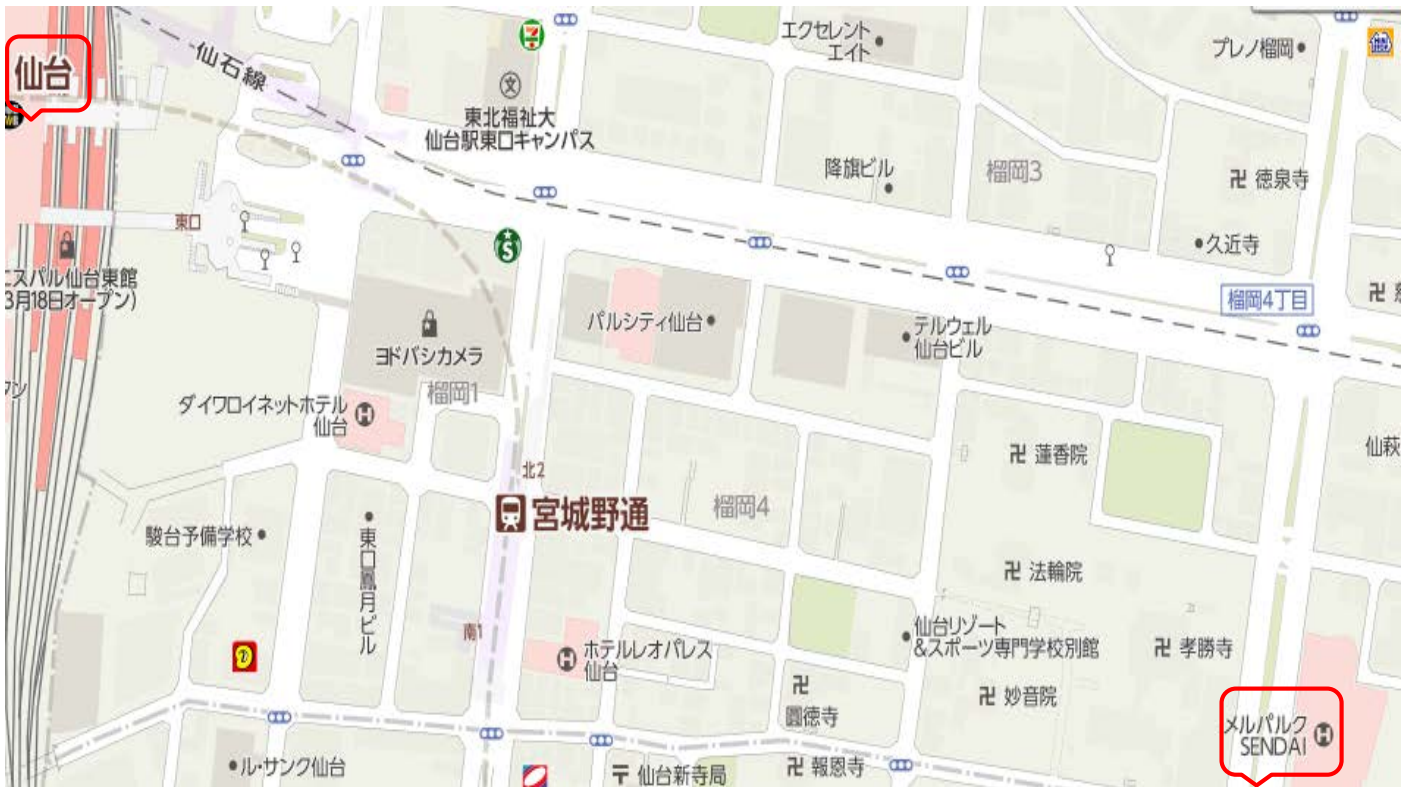 仙台
仙石線
東北福祉大
仙台駅東口キャンパス
エクセレント
エイト
プレノ榴岡
降旗ビル
榴岡3
徳泉寺
久近寺
東口
エスパル仙台東館
3月18日オープン)
S
榴岡4丁目
パルシティ仙台
テルウェル
仙台ビル
ヨドバシカメラ
榴岡1
ダイワロイネットホテル
仙台
H
蓮香院
仙萩
北2
宮城野通
榴岡4
駿台予備学校
東口鳳月ビル
法輪院
南1
ホテルレオパレス
仙台
H
仙台リゾート
&スポーツ専門学校別館
孝勝寺
圓徳寺
妙音院
メルパルク
SENDAI
H
ル・サンク仙台
〒 仙台新寺局
報恩寺